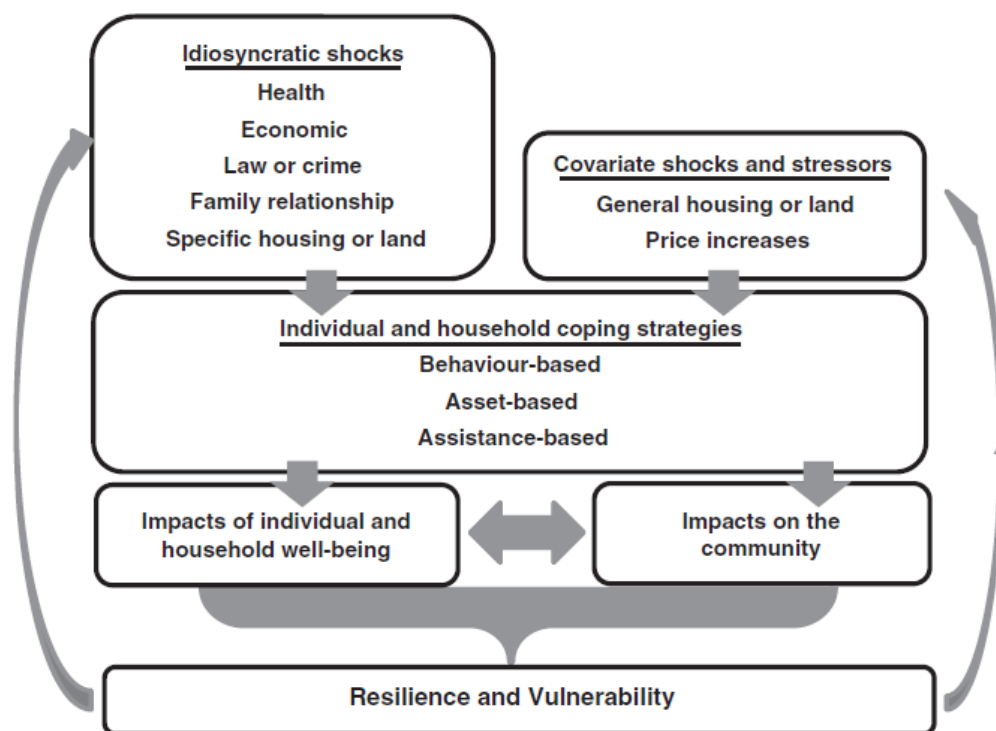 Idiosyncratic shocks
Health
Economic
Law or crime
Family relationship
Specific housing or land
Covariate shocks and stressors
General housing or land
Price increases
Individual and household coping strategies
Behaviour-based
Asset-based
Assistance-based
Impacts of individual and
household well-being
Impacts on the
community
Resilience and Vulnerability